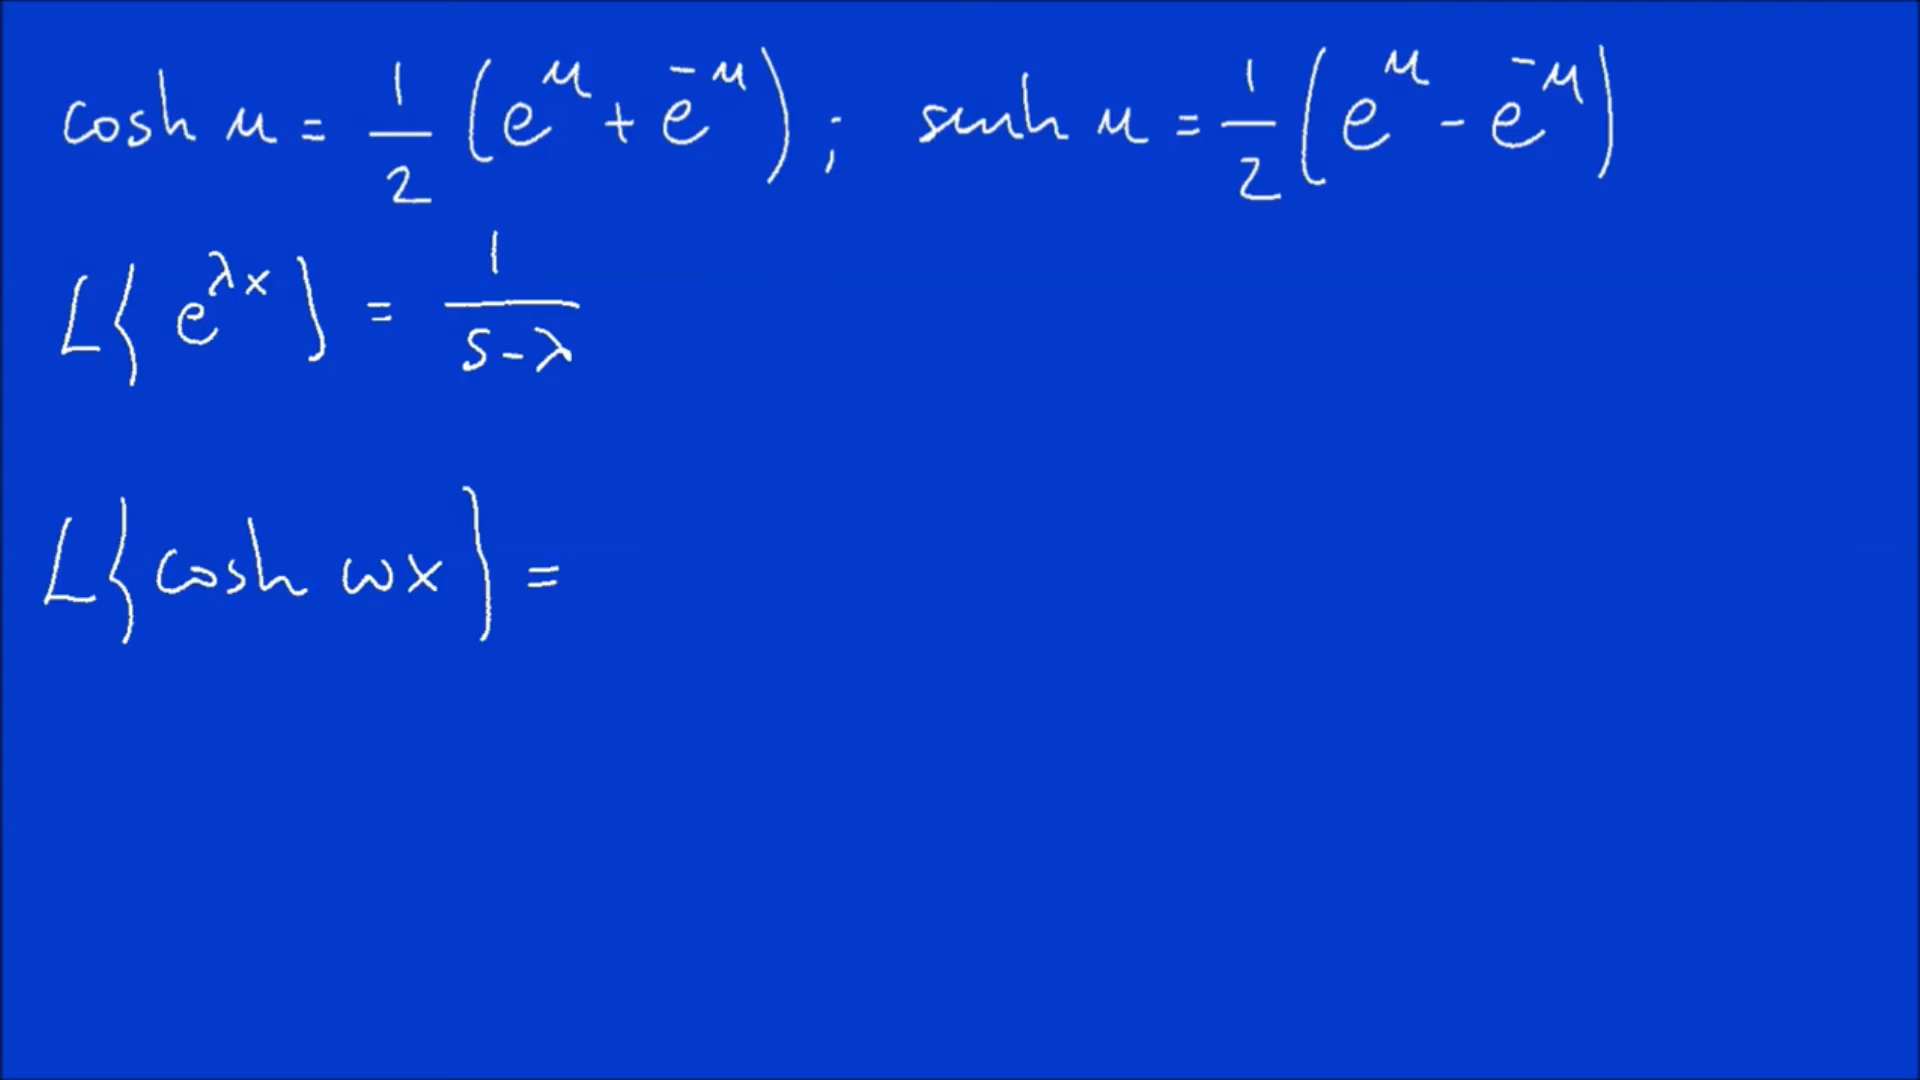 cosh u = 1/2 (e^u + e^-u) ; sinh u = 1/2 (e^u - e^-u)
L{ e^λx } = 1/(s-λ)
L{ cosh ωx } =